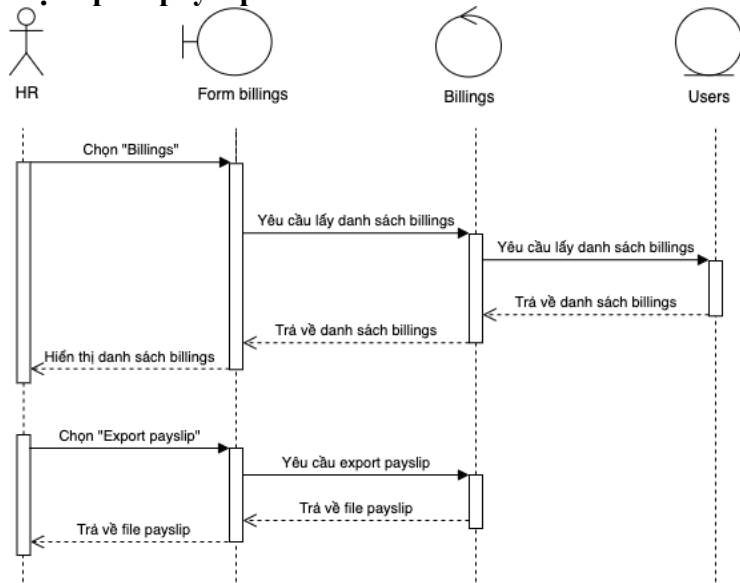 HR
Form billings
Billings
Users
Chọn "Billings"
Yêu cầu lấy danh sách billings
Yêu cầu lấy danh sách billings
Trả về danh sách billings
Trả về danh sách billings
Hiển thị danh sách billings
Chọn "Export payslip"
Yêu cầu export payslip
Trả về file payslip
Trả về file payslip